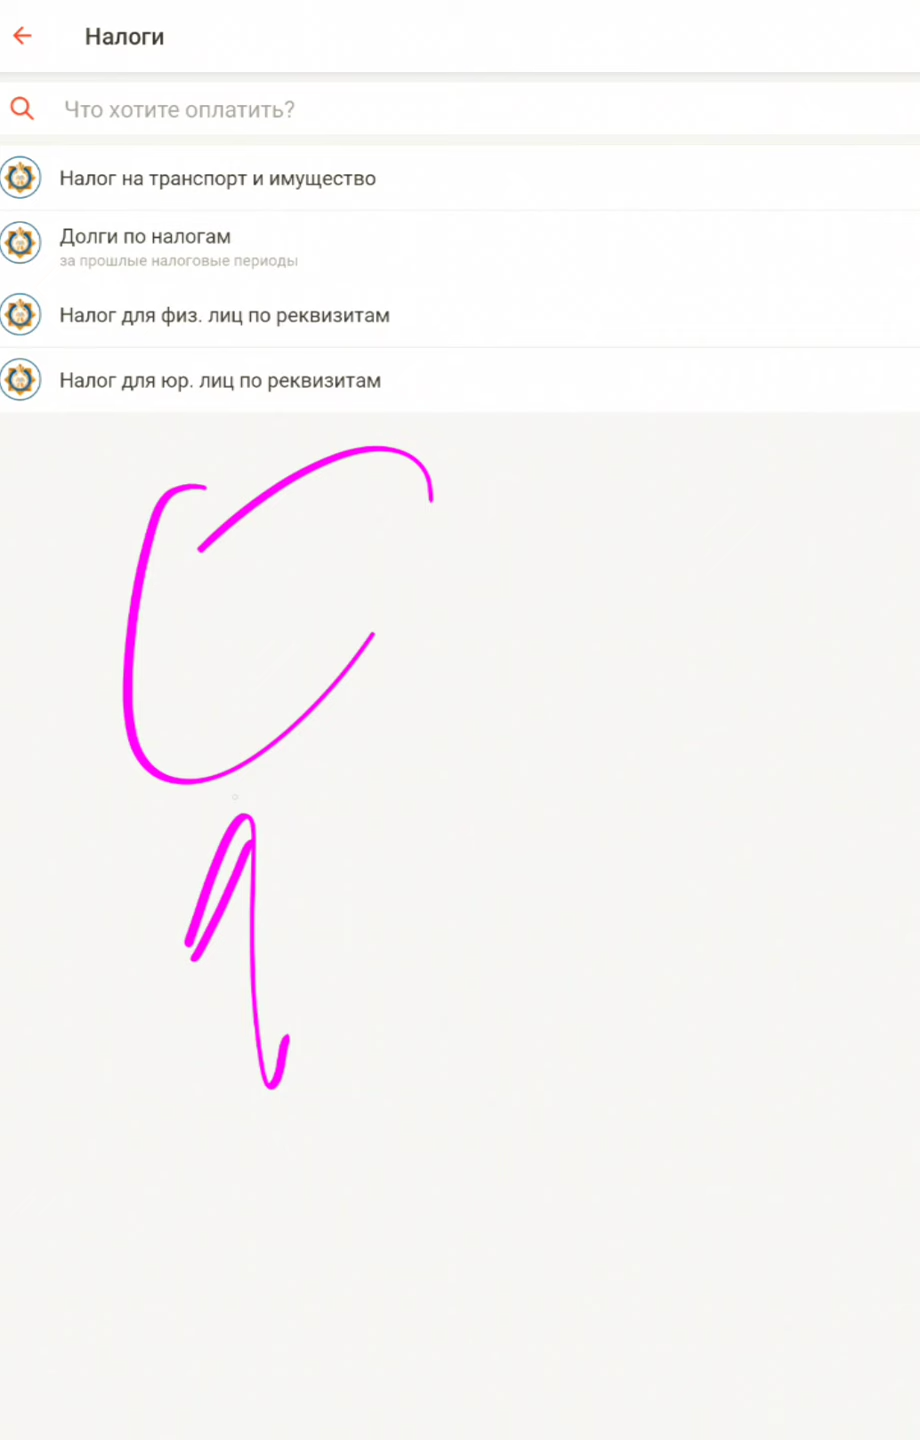 Налоги
Что хотите оплатить?
Налог на транспорт и имущество
Долги по налогам
за прошлые налоговые периоды
Налог для физ. лиц по реквизитам
Налог для юр. лиц по реквизитам